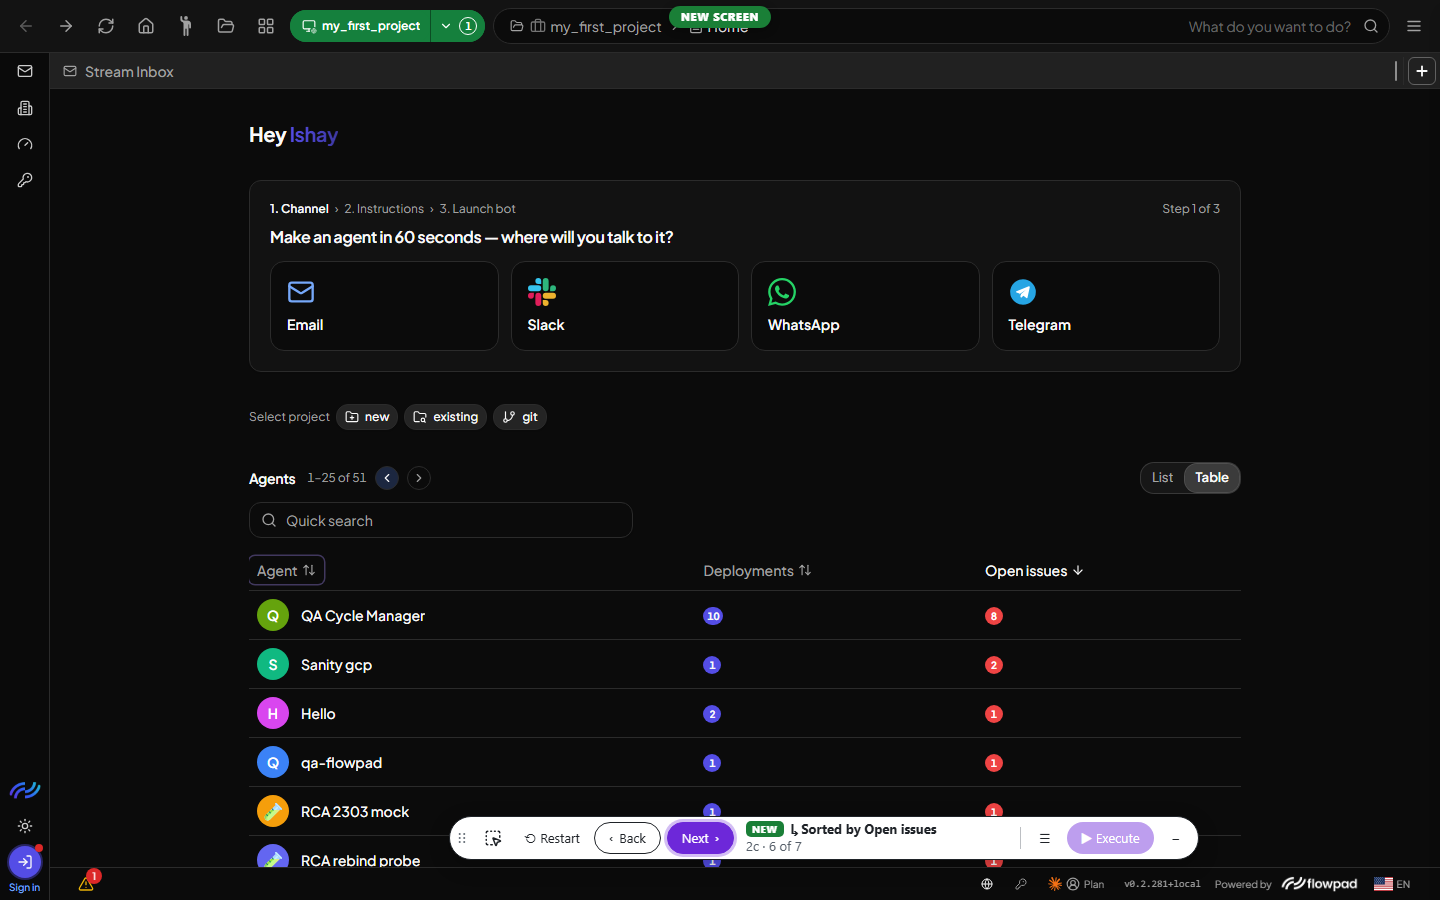 my_first_project
1
my_first_project
Home
NEW SCREEN
What do you want to do?
Stream Inbox
Hey Ishay
1. Channel › 2. Instructions › 3. Launch bot
Step 1 of 3
Make an agent in 60 seconds — where will you talk to it?
Email
Slack
WhatsApp
Telegram
Select project
new
existing
git
Agents
1–25 of 51
List
Table
Quick search
Agent
Deployments
Open issues
Q QA Cycle Manager 10 8
S Sanity gcp 1 2
H Hello 2 1
Q qa-flowpad 1 1
RCA 2303 mock 1 1
RCA rebind probe 1 1
Restart
‹ Back
Next ›
NEW Sorted by Open issues
2c · 6 of 7
Execute
Sign in
1
Plan
v0.2.281+local
Powered by flowpad
EN